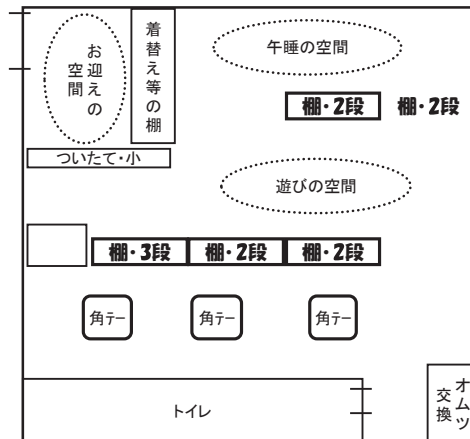 お迎えの
空間
着替え等の棚
午睡の空間
棚・2段
棚・2段
ついたて・小
遊びの空間
棚・3段
棚・2段
棚・2段
角テー
角テー
角テー
トイレ
オムツ
交換